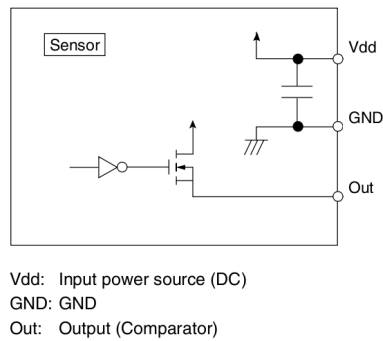 Sensor
Vdd
GND
Out
Vdd: Input power source (DC)
GND: GND
Out: Output (Comparator)